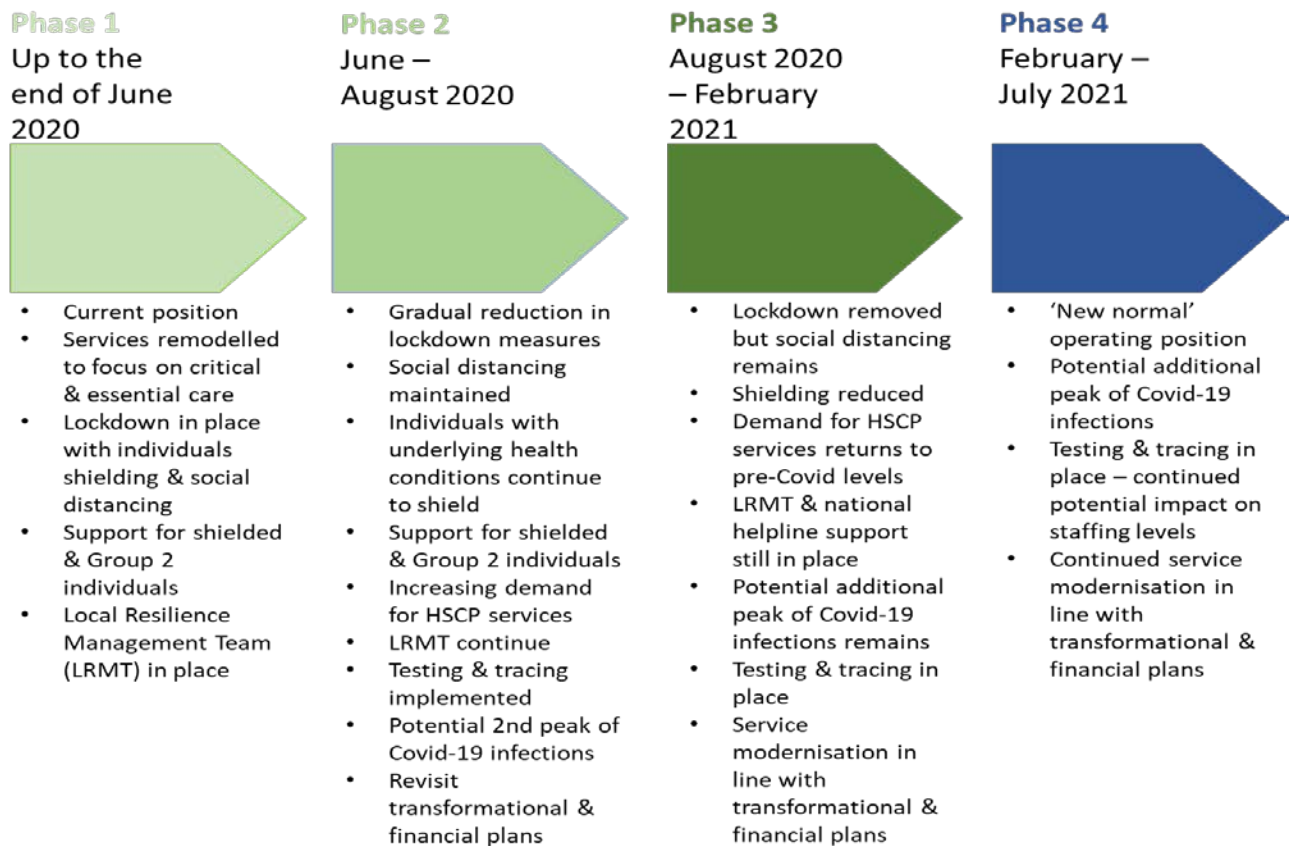 Phase 1
Up to the
end of June
2020
• Current position
• Services remodelled
to focus on critical
& essential care
• Lockdown in place
with individuals
shielding & social
distancing
• Support for shielded
& Group 2
individuals
• Local Resilience
Management Team
(LRMT) in place
Phase 2
June –
August 2020
• Gradual reduction in
lockdown measures
• Social distancing
maintained
• Individuals with
underlying health
conditions continue
to shield
• Support for shielded
& Group 2 individuals
• Increasing demand
for HSCP services
• LRMT continue
• Testing & tracing
implemented
• Potential 2nd peak of
Covid-19 infections
• Revisit
transformational &
financial plans
Phase 3
August 2020
– February
2021
• Lockdown removed
but social distancing
remains
• Shielding reduced
• Demand for HSCP
services returns to
pre-Covid levels
• LRMT & national
helpline support
still in place
• Potential additional
peak of Covid-19
infections remains
• Testing & tracing in
place
• Service
modernisation in
line with
transformational &
financial plans
Phase 4
February –
July 2021
• ‘New normal’
operating position
• Potential additional
peak of Covid-19
infections
• Testing & tracing in
place – continued
potential impact on
staffing levels
• Continued service
modernisation in
line with
transformational &
financial plans